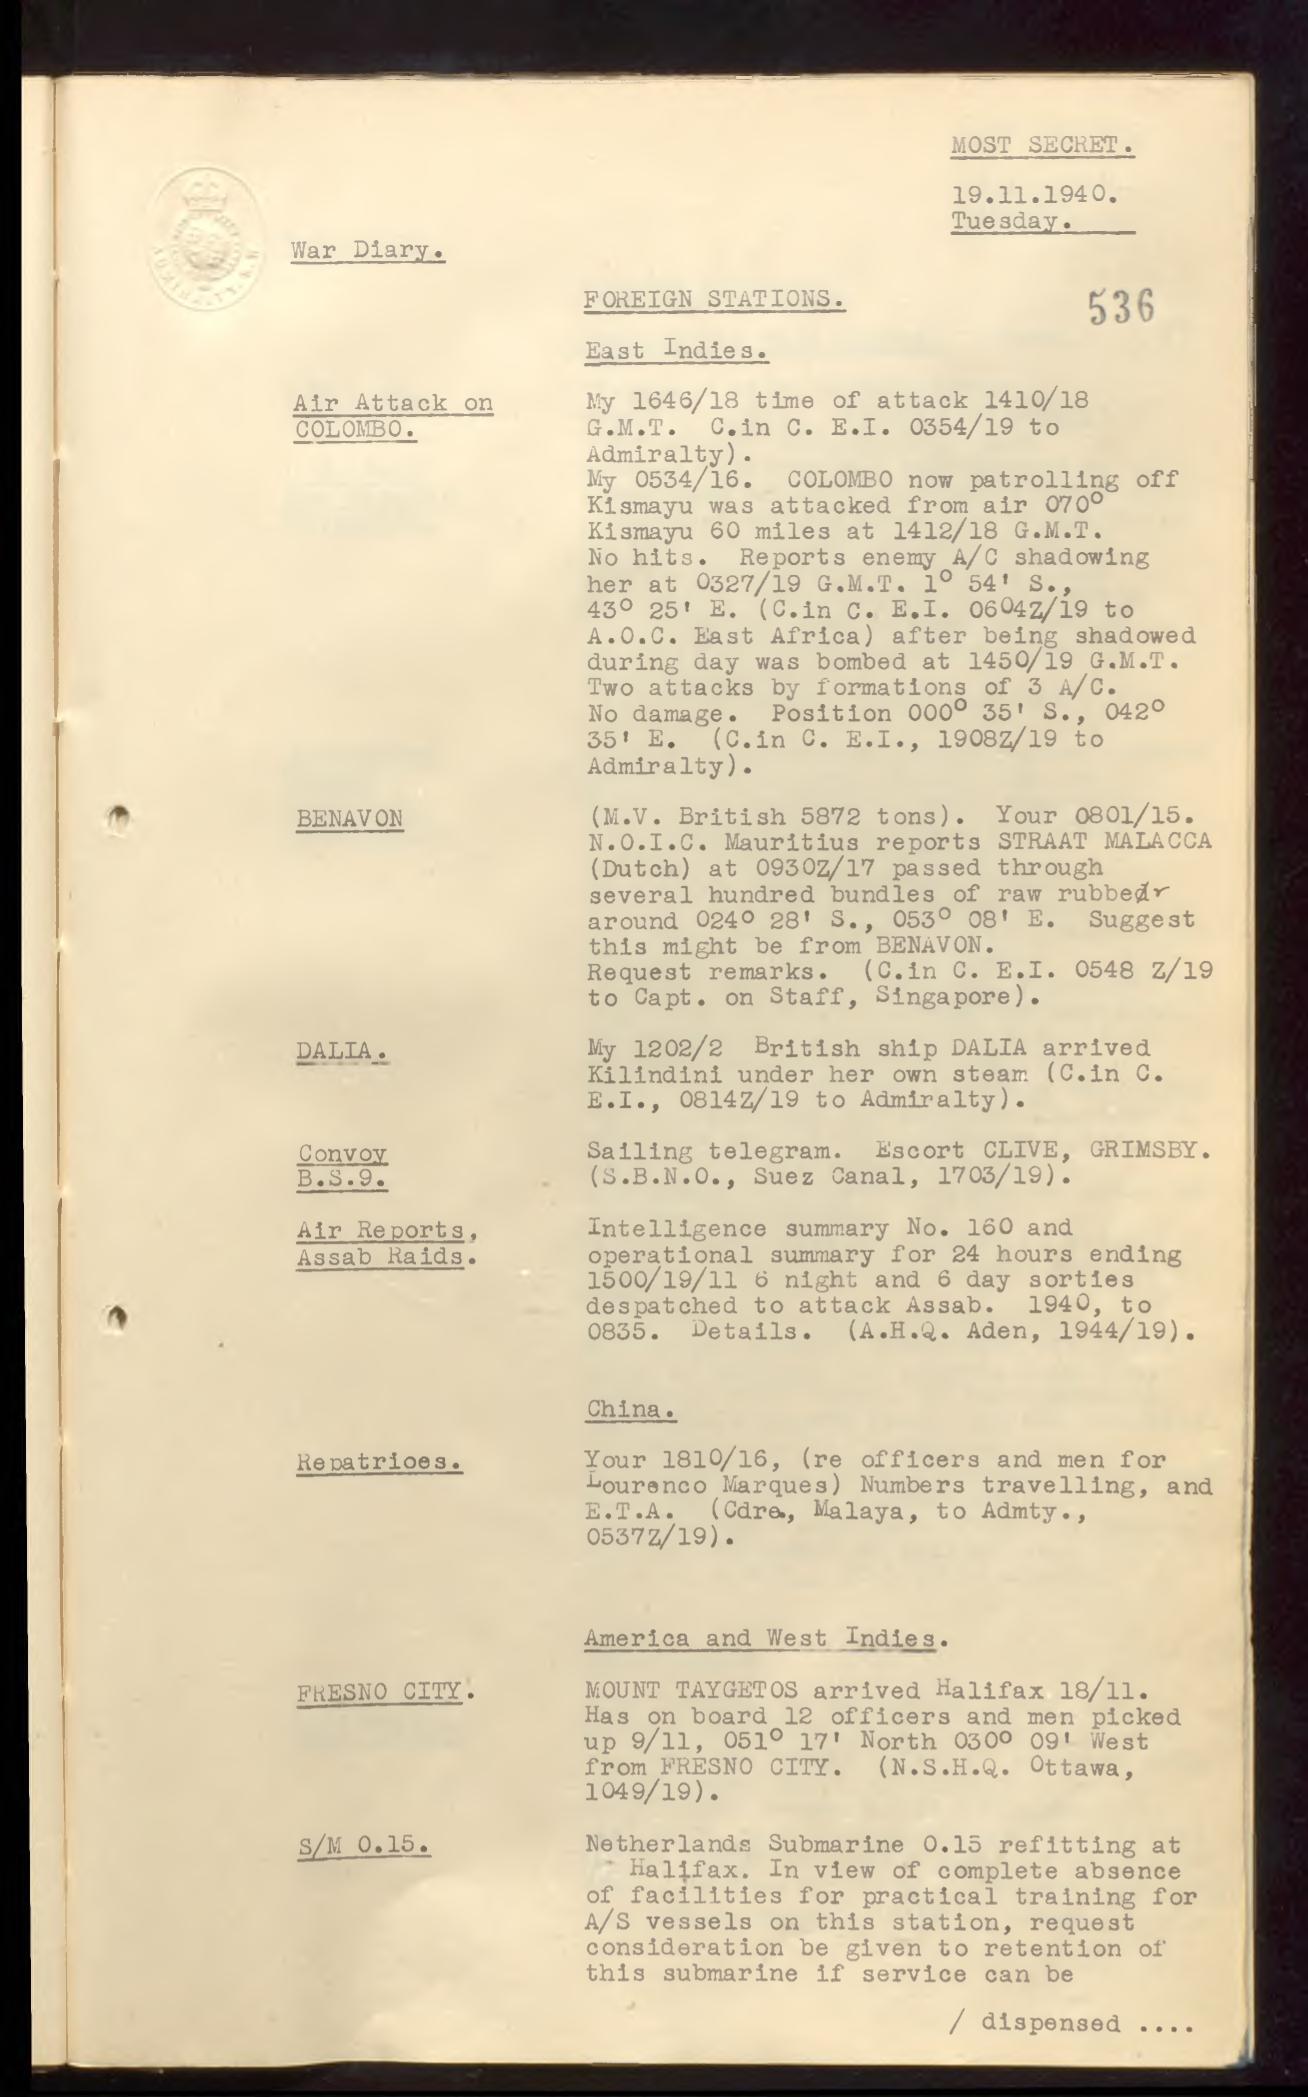 MOST SECRET.
19.11.1940.
Tuesday.
War Diary.
FOREIGN STATIONS.
536
East Indies.
Air Attack on
COLOMBO.
My 1646/18 time of attack 1410/18
G.M.T. C.in C. E.I. 0354/19 to
Admiralty).
My 0534/16. COLOMBO now patrolling off
Kismayu was attacked from air 070°
Kismayu 60 miles at 1412/18 G.M.T.
No hits. Reports enemy A/C shadowing
her at 0327/19 G.M.T. 1° 54' S.,
43° 25' E. (C.in C. E.I. 0604Z/19 to
A.O.C. East Africa) after being shadowed
during day was bombed at 1450/19 G.M.T.
Two attacks by formations of 3 A/C.
No damage. Position 000° 35' S., 042°
35' E. (C.in C. E.I., 1908Z/19 to
Admiralty).
BENAVON
(M.V. British 5872 tons). Your 0801/15.
N.O.I.C. Mauritius reports STRAAT MALACCA
(Dutch) at 0930Z/17 passed through
several hundred bundles of raw rubber
around 024° 28' S., 053° 08' E. Suggest
this might be from BENAVON.
Request remarks. (C.in C. E.I. 0548 Z/19
to Capt. on Staff, Singapore).
DALIA.
My 1202/2 British ship DALIA arrived
Kilindini under her own steam (C.in C.
E.I., 0814Z/19 to Admiralty).
Convoy
B.S.9.
Sailing telegram. Escort CLIVE, GRIMSBY.
(S.B.N.O., Suez Canal, 1703/19).
Air Reports,
Assab Raids.
Intelligence summary No. 160 and
operational summary for 24 hours ending
1500/19/11 6 night and 6 day sorties
despatched to attack Assab. 1940, to
0835. Details. (A.H.Q. Aden, 1944/19).
China.
Repatrioes.
Your 1810/16, (re officers and men for
Lourenco Marques) Numbers travelling, and
E.T.A. (Cdre., Malaya, to Admty.,
0537Z/19).
America and West Indies.
FRESNO CITY.
MOUNT TAYGETOS arrived Halifax 18/11.
Has on board 12 officers and men picked
up 9/11, 051° 17' North 030° 09' West
from FRESNO CITY. (N.S.H.Q. Ottawa,
1049/19).
S/M 0.15.
Netherlands Submarine 0.15 refitting at
Halifax. In view of complete absence
of facilities for practical training for
A/S vessels on this station, request
consideration be given to retention of
this submarine if service can be
/ dispensed ....